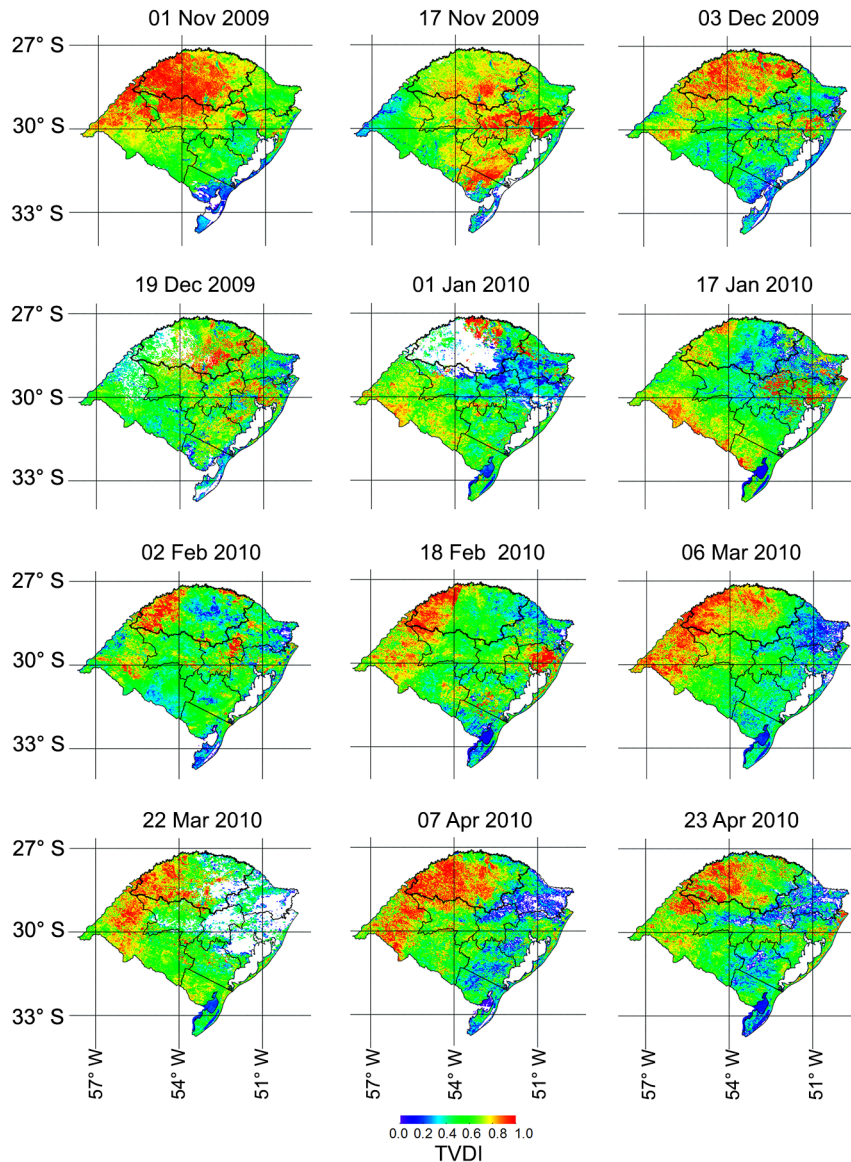 01 Nov 2009 17 Nov 2009 03 Dec 2009
27° S
30° S
33° S
19 Dec 2009 01 Jan 2010 17 Jan 2010
27° S
30° S
33° S
02 Feb 2010 18 Feb 2010 06 Mar 2010
27° S
30° S
33° S
22 Mar 2010 07 Apr 2010 23 Apr 2010
27° S
30° S
33° S
57° W 54° W 51° W 57° W 54° W 51° W 57° W 54° W 51° W
0.0 0.2 0.4 0.6 0.8 1.0
TVDI